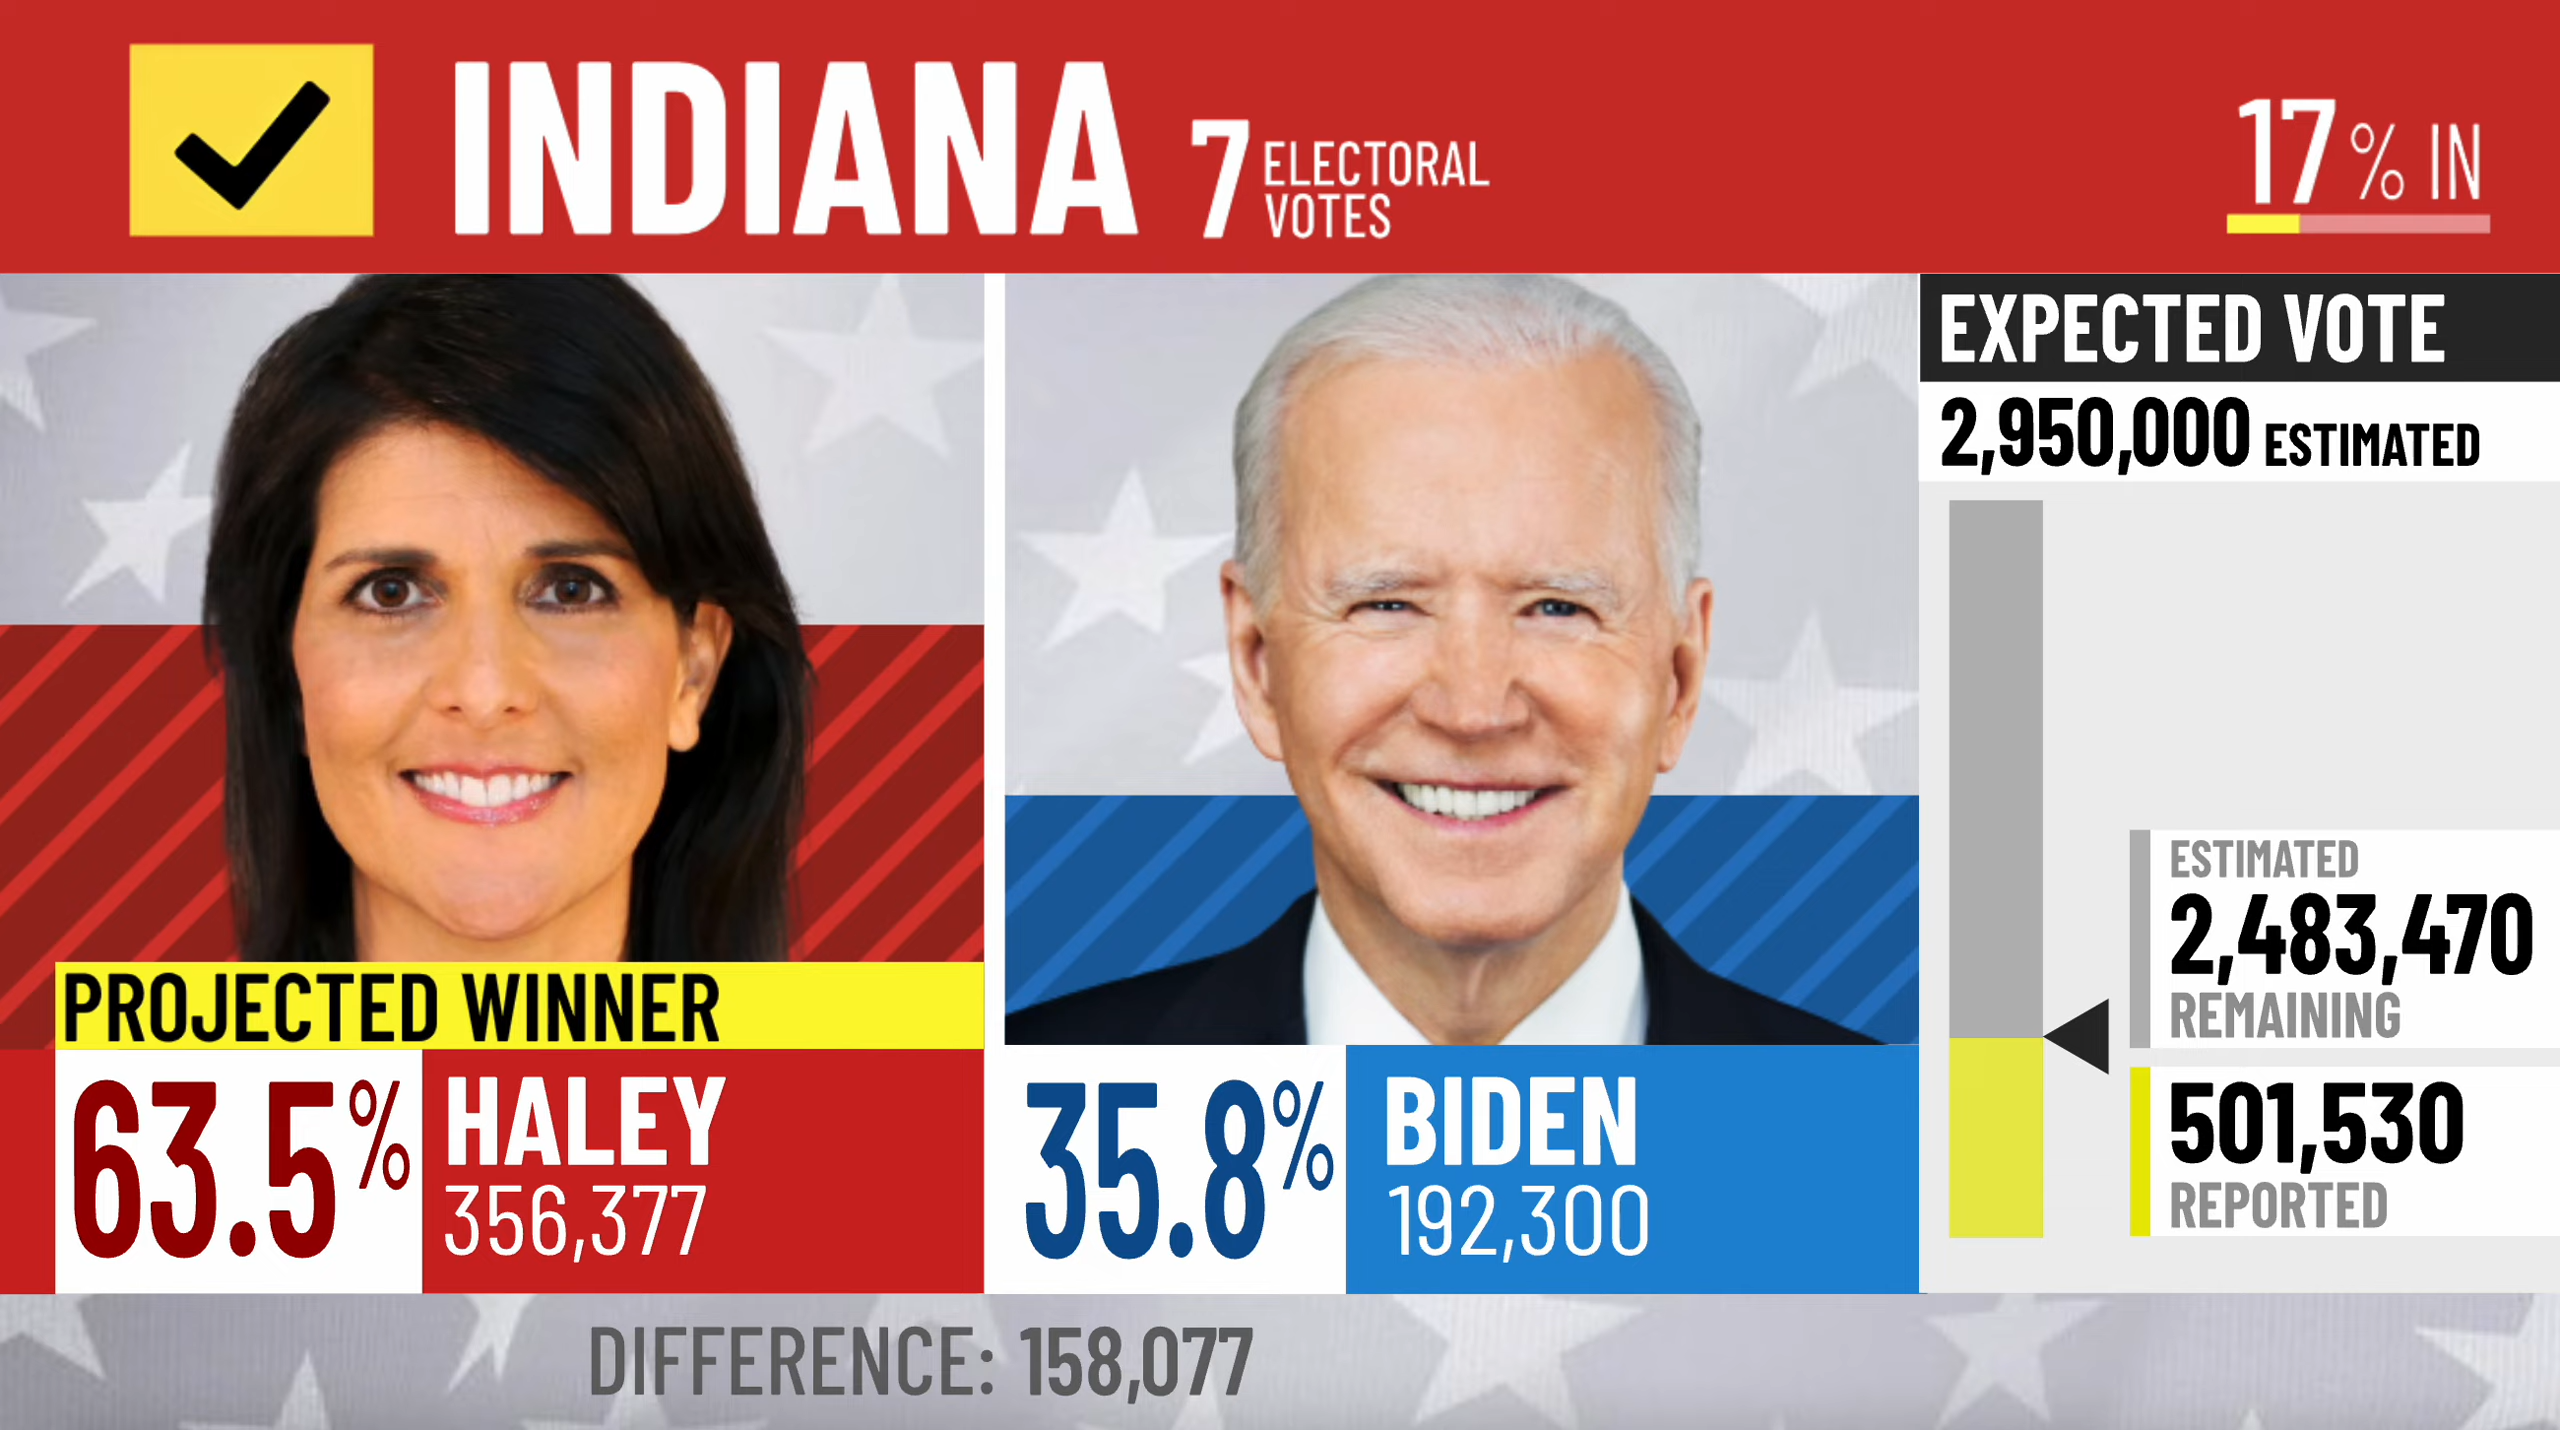 INDIANA 7 ELECTORAL
VOTES
17% IN
EXPECTED VOTE
2,950,000 ESTIMATED
ESTIMATED
2,483,470
REMAINING
501,530
REPORTED
PROJECTED WINNER
63.5% HALEY
356,377
35.8% BIDEN
192,300
DIFFERENCE: 158,077